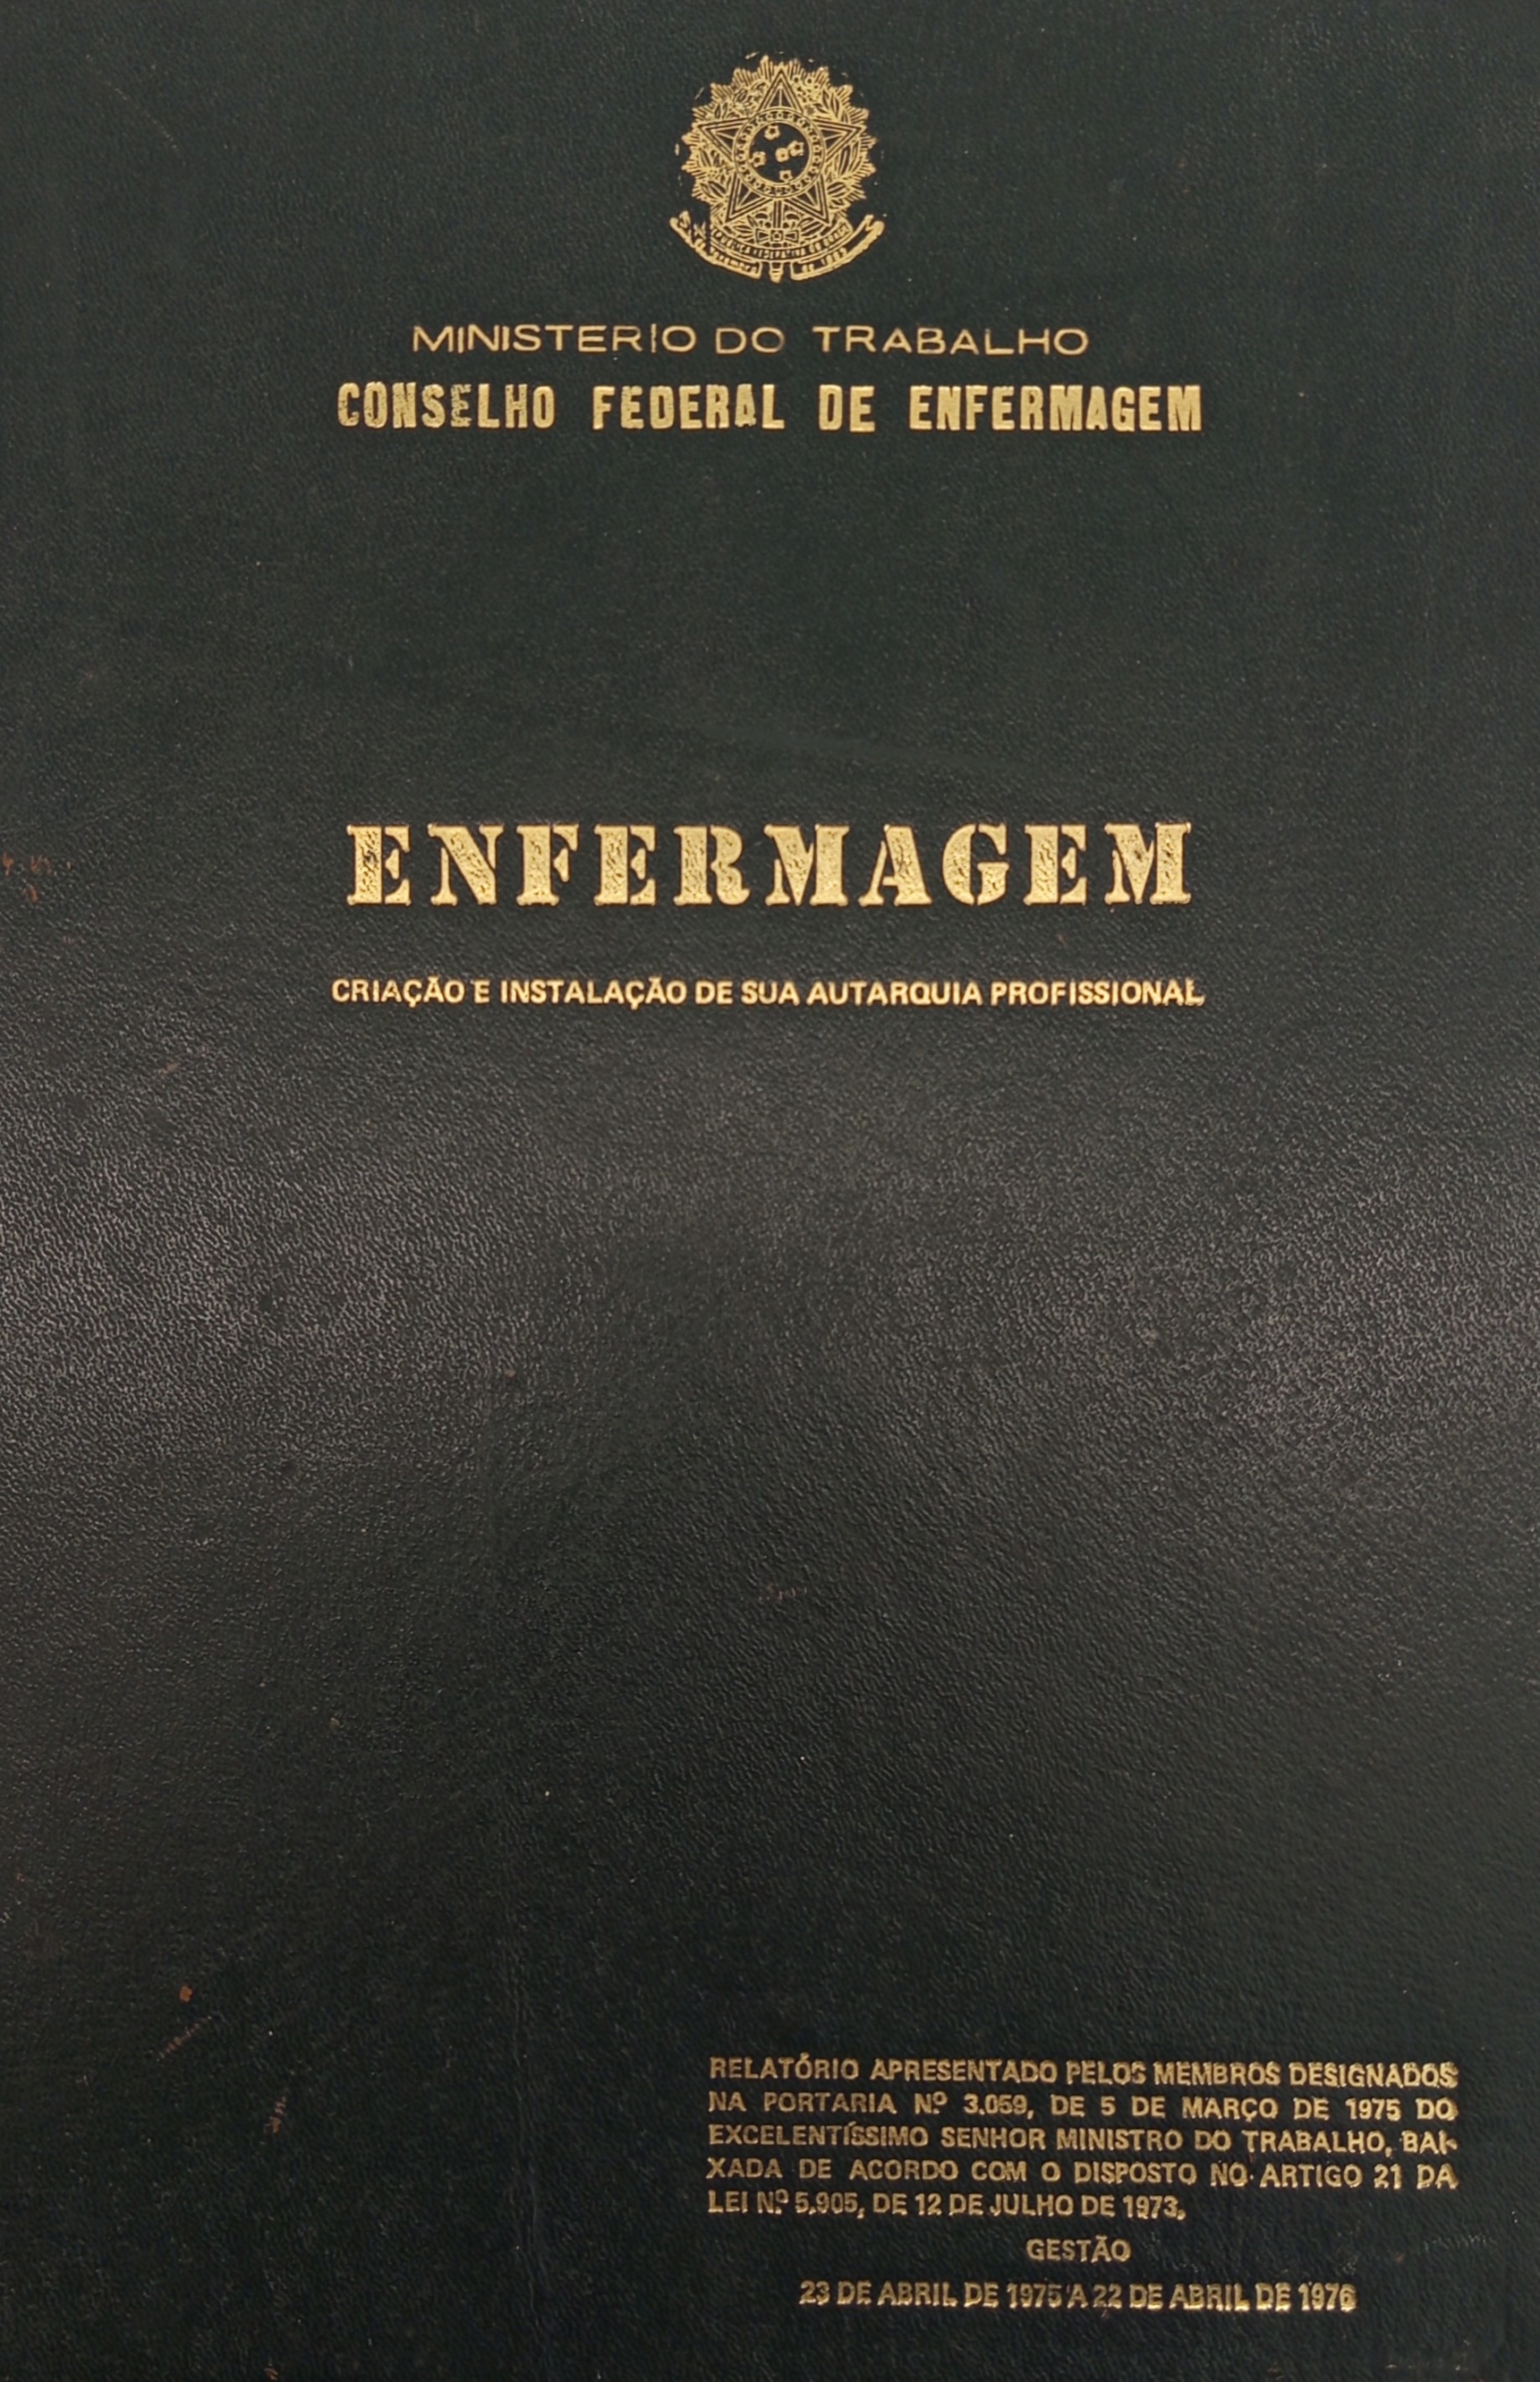 MINISTERIO DO TRABALHO
CONSELHO FEDERAL DE ENFERMAGEM
ENFERMAGEM
CRIAÇÃO E INSTALAÇÃO DE SUA AUTARQUIA PROFISSIONAL
RELATÓRIO APRESENTADO PELOS MEMBROS DESIGNADOS
NA PORTARIA Nº 3.059, DE 5 DE MARÇO DE 1975 DO
EXCELENTÍSSIMO SENHOR MINISTRO DO TRABALHO, BAI-
XADA DE ACORDO COM O DISPOSTO NO ARTIGO 21 DA
LEI Nº 5.905, DE 12 DE JULHO DE 1973.
GESTÃO
23 DE ABRIL DE 1975 A 22 DE ABRIL DE 1976